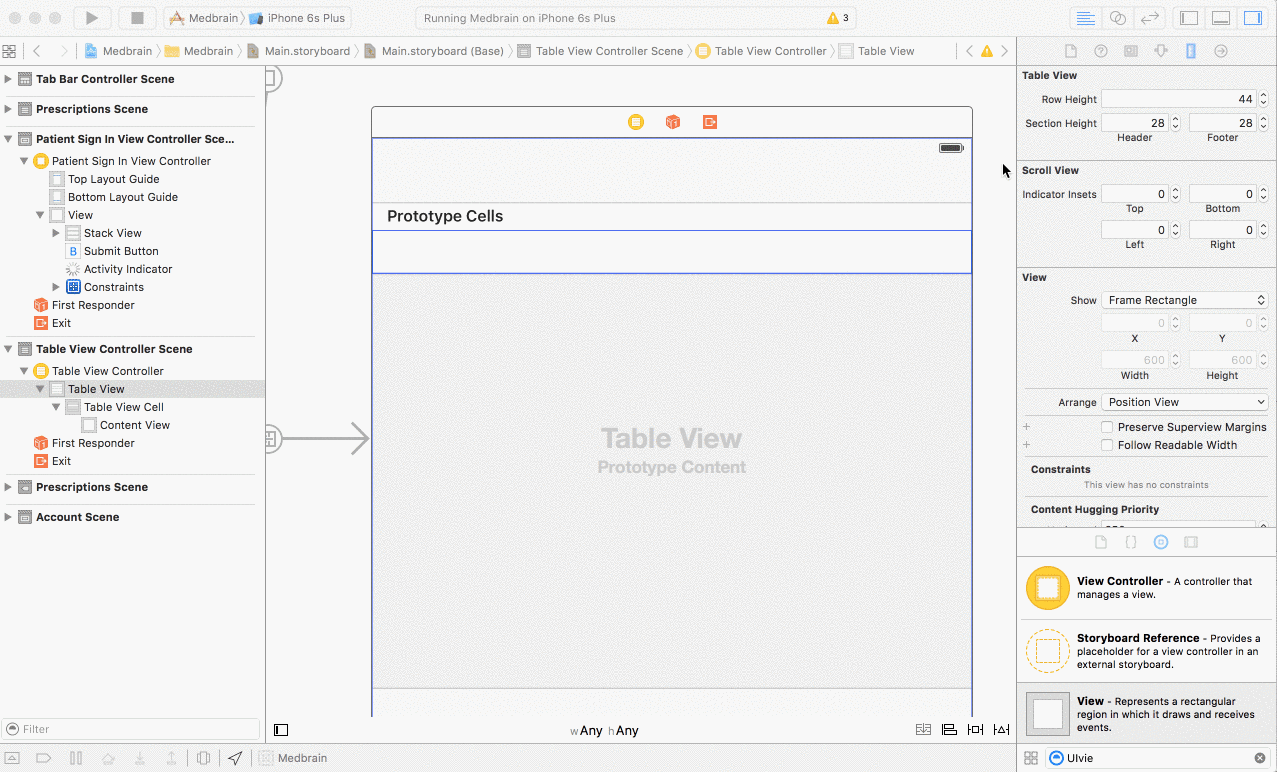 Medbrain iPhone 6s Plus
Running Medbrain on iPhone 6s Plus
3
Medbrain Medbrain Main.storyboard Main.storyboard (Base) Table View Controller Scene Table View Controller Table View
Tab Bar Controller Scene
Prescriptions Scene
Patient Sign In View Controller Sce...
Patient Sign In View Controller
Top Layout Guide
Bottom Layout Guide
View
Stack View
B Submit Button
Activity Indicator
Constraints
First Responder
Exit
Table View Controller Scene
Table View Controller
Table View
Table View Cell
Content View
First Responder
Exit
Prescriptions Scene
Account Scene
Filter
Prototype Cells
Table View
Prototype Content
wAny hAny
Medbrain
Table View
Row Height 44
Section Height 28 28
Header Footer
Scroll View
Indicator Insets 0 0
Top Bottom
0 0
Left Right
View
Show Frame Rectangle
0 0
X Y
600 600
Width Height
Arrange Position View
Preserve Superview Margins
Follow Readable Width
Constraints
This view has no constraints
Content Hugging Priority
View Controller - A controller that
manages a view.
Storyboard Reference - Provides a
placeholder for a view controller in an
external storyboard.
View - Represents a rectangular
region in which it draws and receives
events.
UIvie